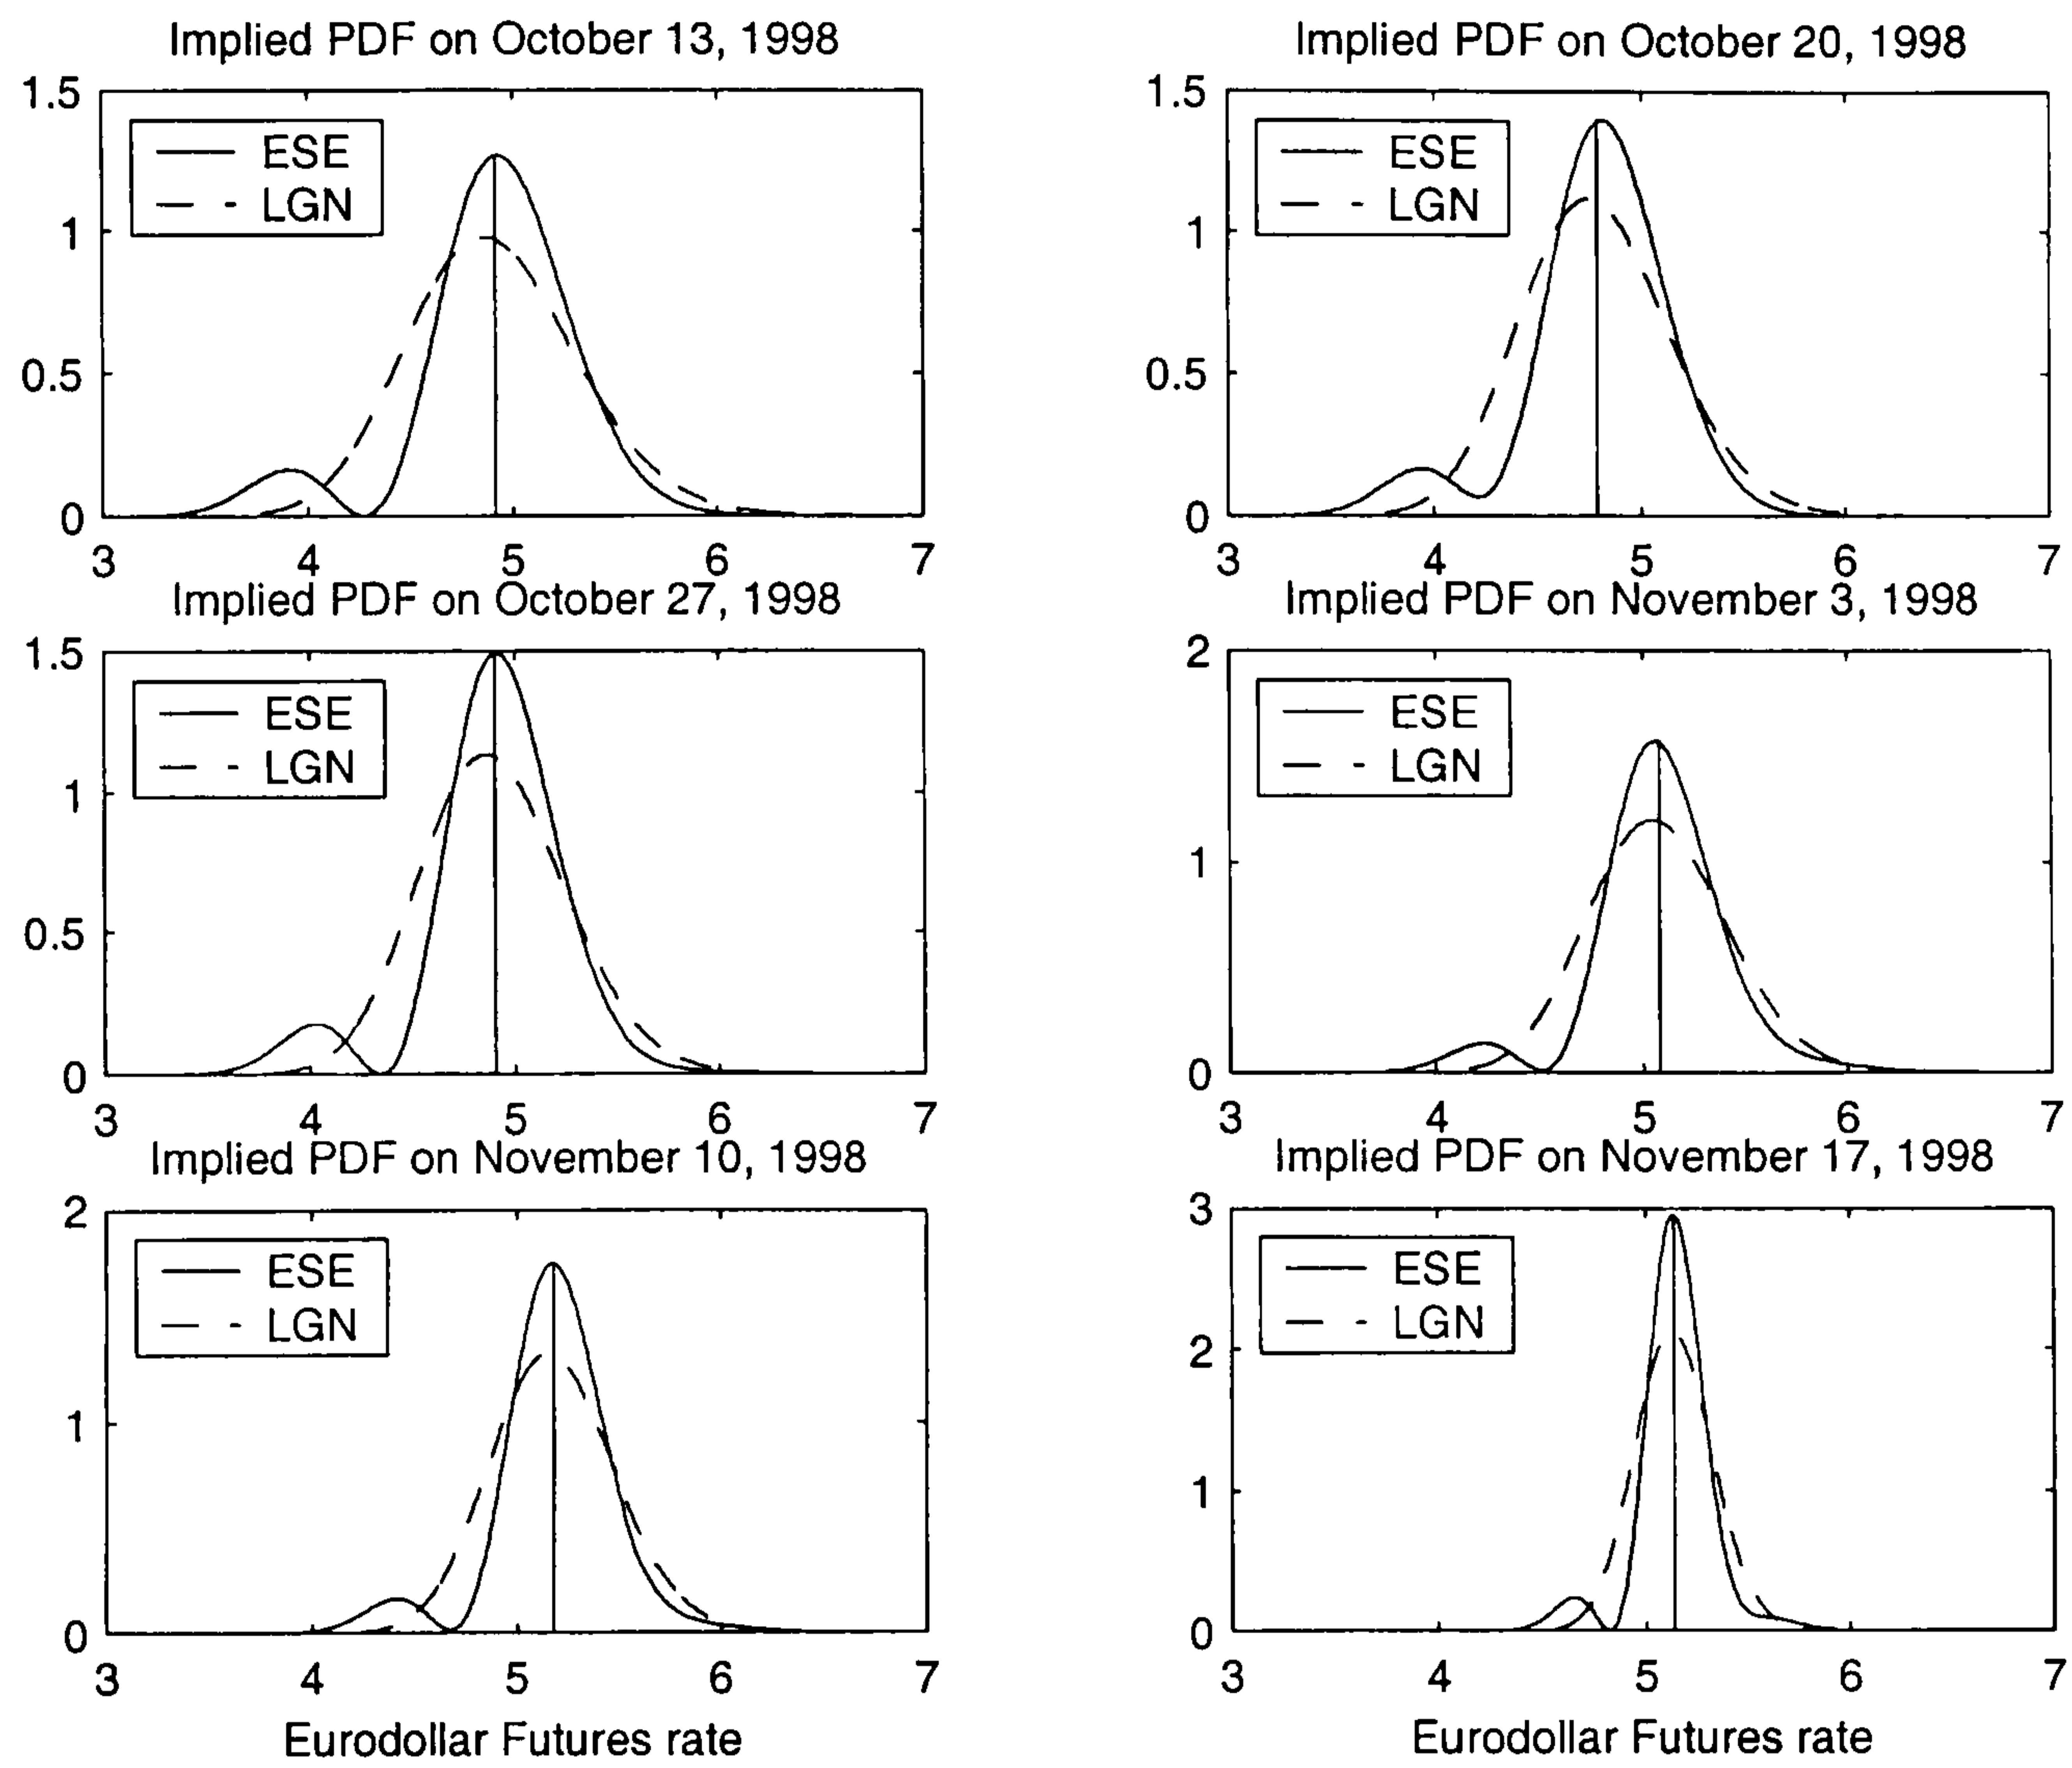 Implied PDF on October 13, 1998
1.5
1
0.5
0
ESE
LGN
3 4 5 6 7
Implied PDF on October 20, 1998
1.5
1
0.5
0
ESE
LGN
3 4 5 6 7
Implied PDF on October 27, 1998
1.5
1
0.5
0
ESE
LGN
3 4 5 6 7
Implied PDF on November 3, 1998
2
1
0
ESE
LGN
3 4 5 6 7
Implied PDF on November 10, 1998
2
1
0
ESE
LGN
3 4 5 6 7
Eurodollar Futures rate
Implied PDF on November 17, 1998
3
2
1
0
ESE
LGN
3 4 5 6 7
Eurodollar Futures rate